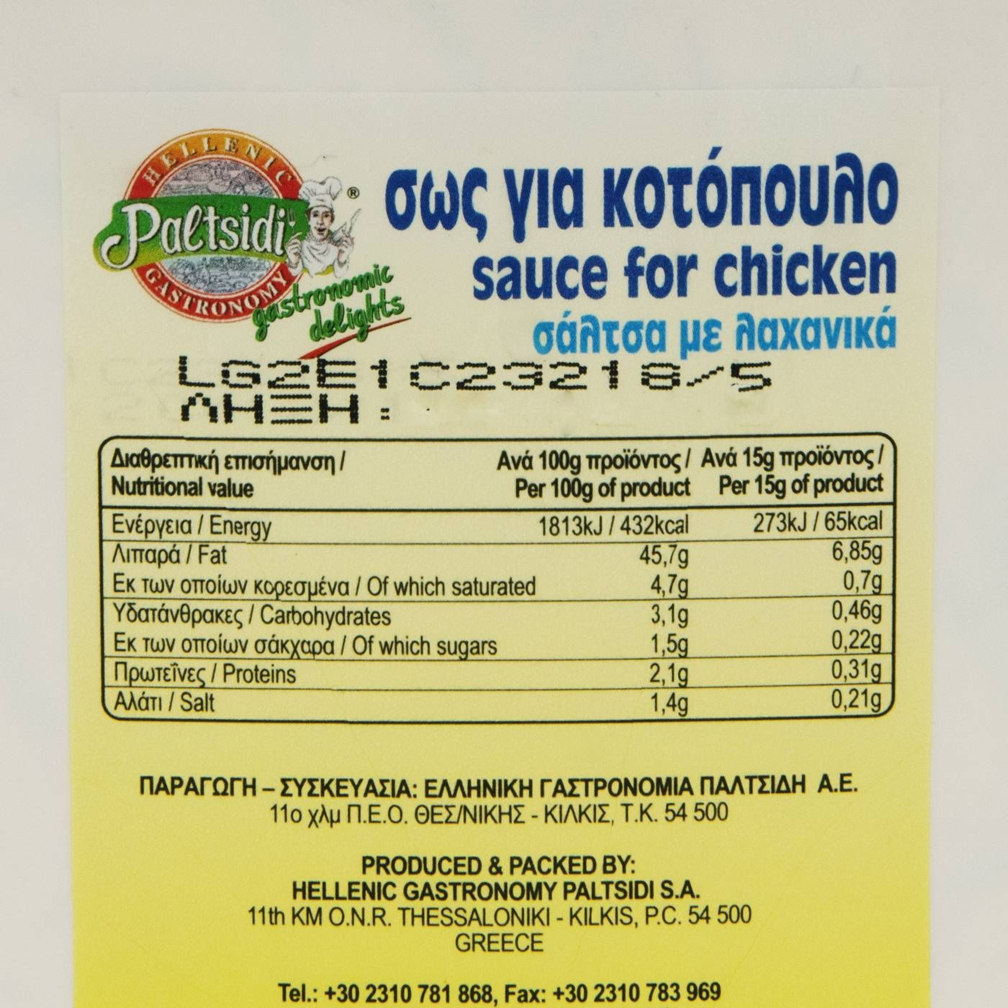 HELLENIC
Paltsidi
®
GASTRONOMY
gastronomic
delights
σως για κοτόπουλο
sauce for chicken
σάλτσα με λαχανικά
LG2E1C23218/5
ΛΗΞΗ:
Διαθρεπτική επισήμανση / Ανά 100g προϊόντος / Ανά 15g προϊόντος /
Nutritional value Per 100g of product Per 15g of product
Ενέργεια / Energy 1813kJ / 432kcal 273kJ / 65kcal
Λιπαρά / Fat 45,7g 6,85g
Εκ των οποίων κορεσμένα / Of which saturated 4,7g 0,7g
Υδατάνθρακες / Carbohydrates 3,1g 0,46g
Εκ των οποίων σάκχαρα / Of which sugars 1,5g 0,22g
Πρωτεΐνες / Proteins 2,1g 0,31g
Αλάτι / Salt 1,4g 0,21g
ΠΑΡΑΓΩΓΗ – ΣΥΣΚΕΥΑΣΙΑ: ΕΛΛΗΝΙΚΗ ΓΑΣΤΡΟΝΟΜΙΑ ΠΑΛΤΣΙΔΗ Α.Ε.
11ο χλμ Π.Ε.Ο. ΘΕΣ/ΝΙΚΗΣ - ΚΙΛΚΙΣ, Τ.Κ. 54 500
PRODUCED & PACKED BY:
HELLENIC GASTRONOMY PALTSIDI S.A.
11th KM O.N.R. THESSALONIKI - KILKIS, P.C. 54 500
GREECE
Tel.: +30 2310 781 868, Fax: +30 2310 783 969